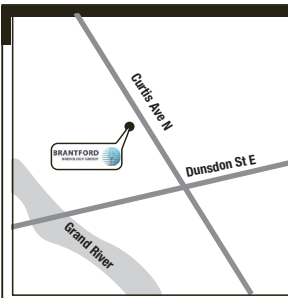 Curtis Ave N
BRANTFORD
RADIOLOGY GROUP
Dunsdon St E
Grand River